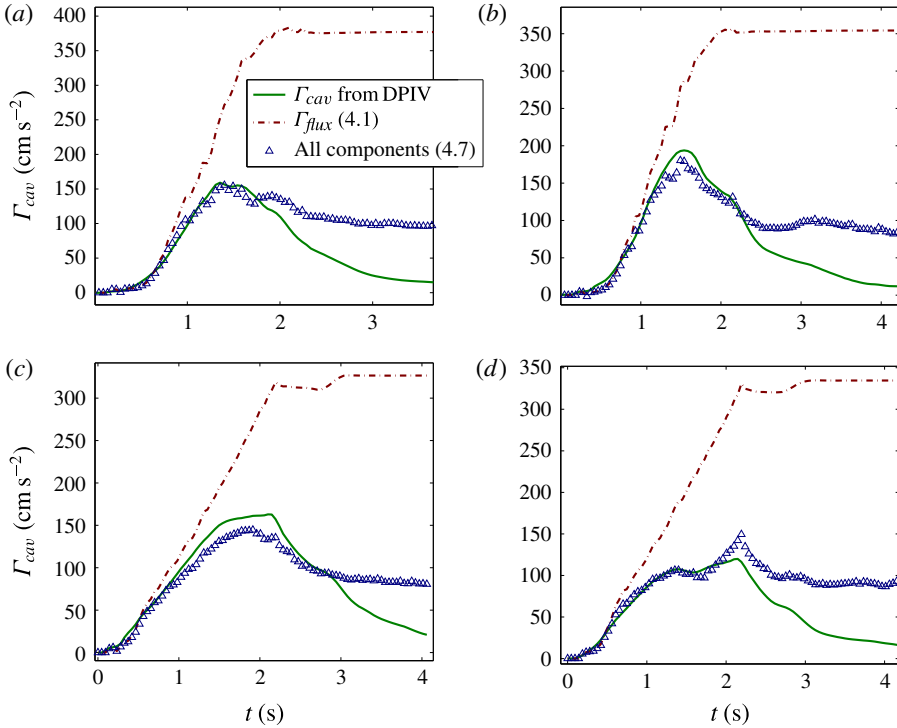 (a)
400
350
300
250
200
150
100
50
0
Γcav (cm s−2)
1 2 3
Γcav from DPIV
Γflux (4.1)
All components (4.7)
(b)
350
300
250
200
150
100
50
0
1 2 3 4
(c)
300
250
200
150
100
50
0
Γcav (cm s−2)
0 1 2 3 4
t (s)
(d)
350
300
250
200
150
100
50
0
0 1 2 3 4
t (s)